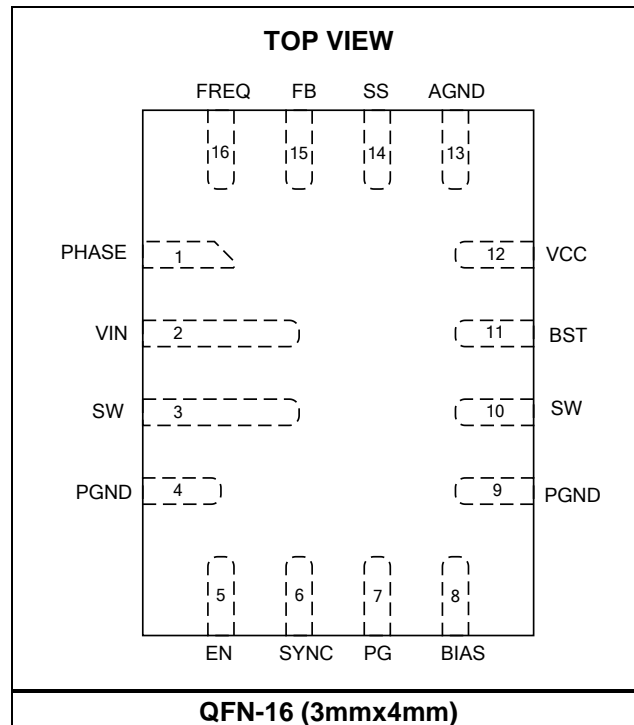 TOP VIEW
FREQ FB SS AGND
16 15 14 13
PHASE 1 12 VCC
VIN 2 11 BST
SW 3 10 SW
PGND 4 9 PGND
5 6 7 8
EN SYNC PG BIAS
QFN-16 (3mmx4mm)